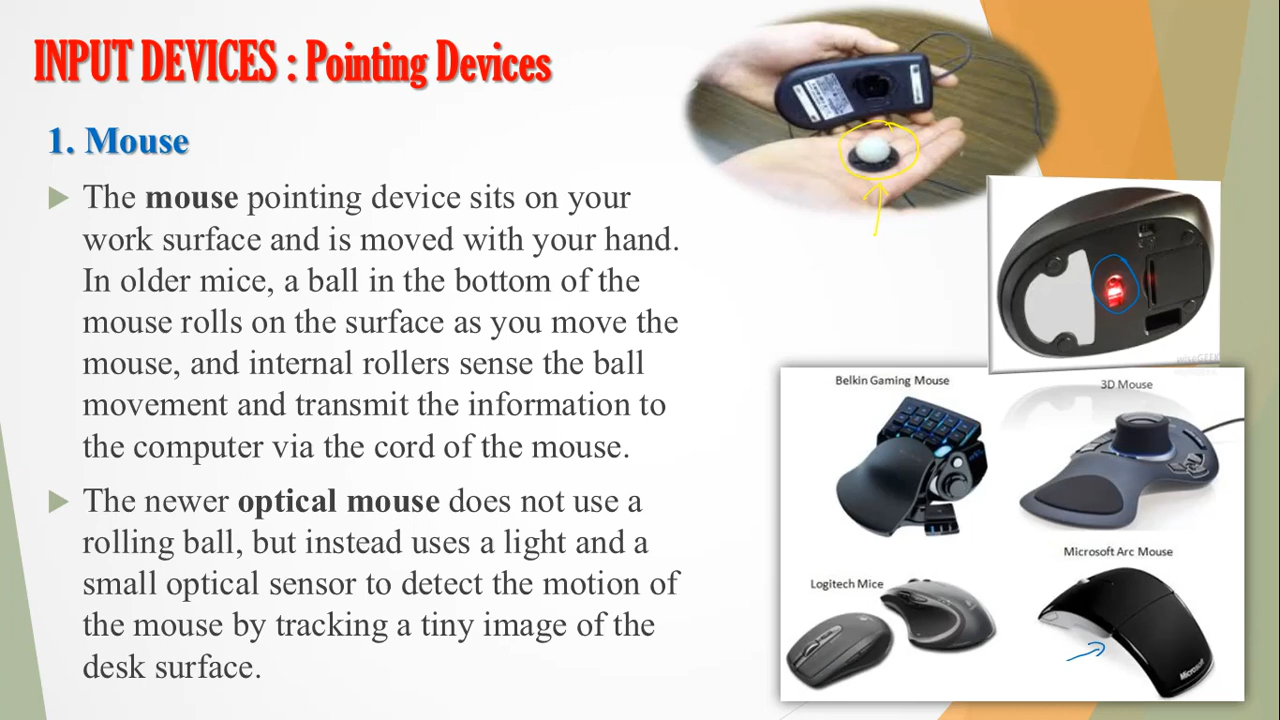 INPUT DEVICES : Pointing Devices
1. Mouse
The mouse pointing device sits on your
work surface and is moved with your hand.
In older mice, a ball in the bottom of the
mouse rolls on the surface as you move the
mouse, and internal rollers sense the ball
movement and transmit the information to
the computer via the cord of the mouse.
The newer optical mouse does not use a
rolling ball, but instead uses a light and a
small optical sensor to detect the motion of
the mouse by tracking a tiny image of the
desk surface.
Belkin Gaming Mouse
3D Mouse
Logitech Mice
Microsoft Arc Mouse
Microsoft